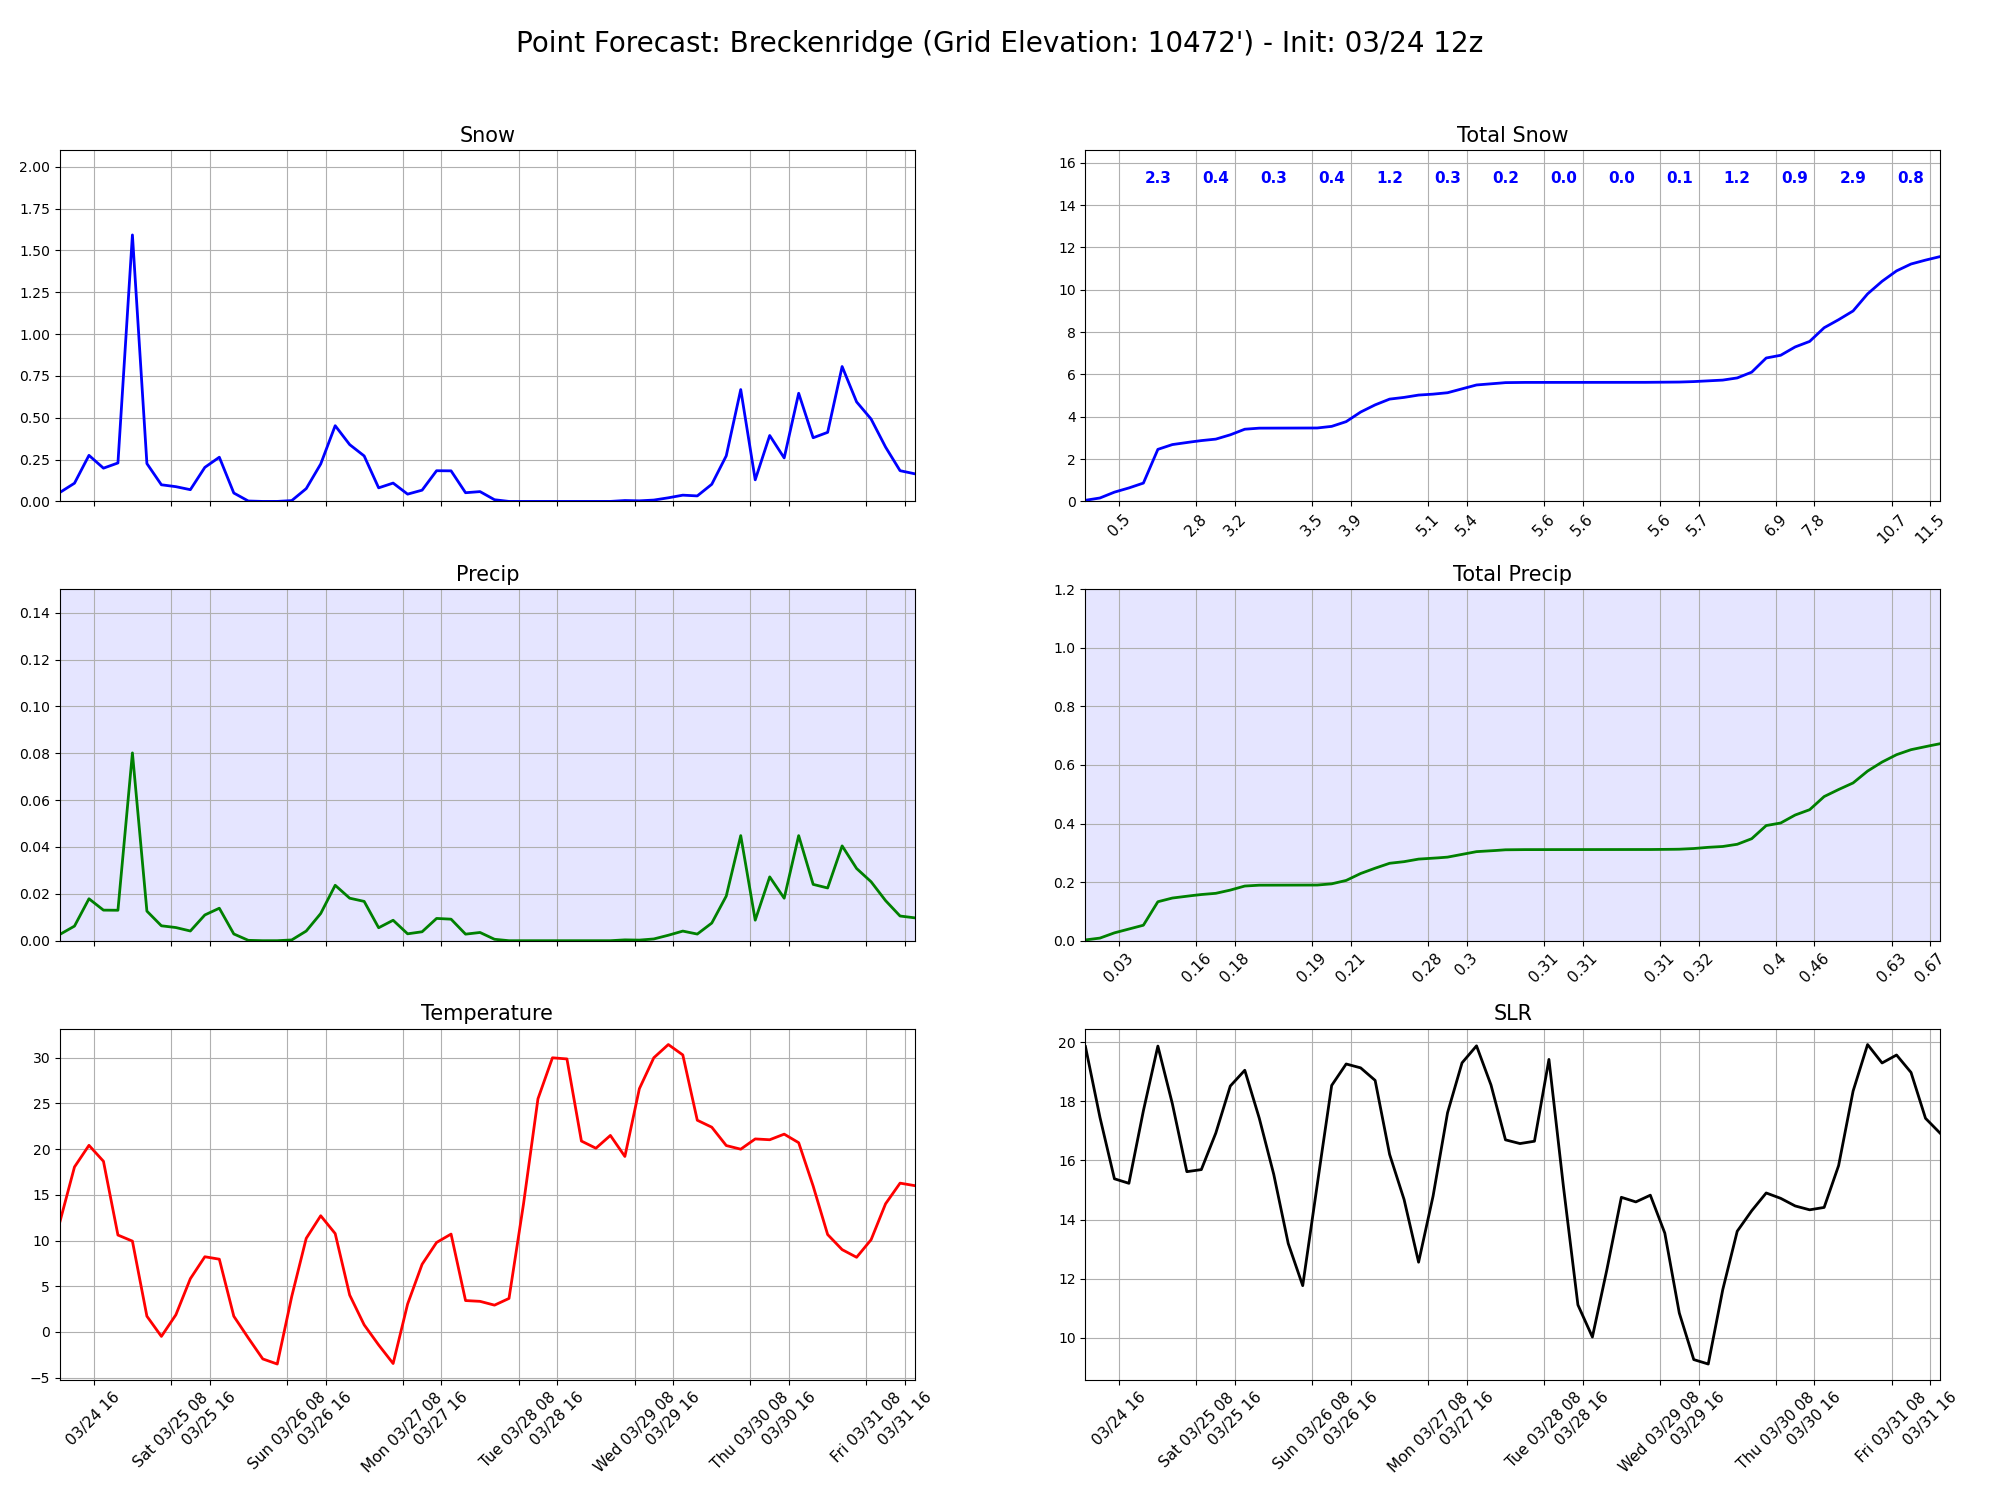 Point Forecast: Breckenridge (Grid Elevation: 10472') - Init: 03/24 12z
Snow
2.00
1.75
1.50
1.25
1.00
0.75
0.50
0.25
0.00
Total Snow
16
14
12
10
8
6
4
2
0
2.3 0.4 0.3 0.4 1.2 0.3 0.2 0.0 0.0 0.1 1.2 0.9 2.9 0.8
0.5 2.8 3.2 3.5 3.9 5.1 5.4 5.6 5.6 5.6 5.7 6.9 7.8 10.7 11.5
Precip
0.14
0.12
0.10
0.08
0.06
0.04
0.02
0.00
Total Precip
1.2
1.0
0.8
0.6
0.4
0.2
0.0
0.03 0.16 0.18 0.19 0.21 0.28 0.3 0.31 0.31 0.31 0.32 0.4 0.46 0.63 0.67
Temperature
30
25
20
15
10
5
0
−5
03/24 16
Sat 03/25 08
03/25 16
Sun 03/26 08
03/26 16
Mon 03/27 08
03/27 16
Tue 03/28 08
03/28 16
Wed 03/29 08
03/29 16
Thu 03/30 08
03/30 16
Fri 03/31 08
03/31 16
SLR
20
18
16
14
12
10
03/24 16
Sat 03/25 08
03/25 16
Sun 03/26 08
03/26 16
Mon 03/27 08
03/27 16
Tue 03/28 08
03/28 16
Wed 03/29 08
03/29 16
Thu 03/30 08
03/30 16
Fri 03/31 08
03/31 16